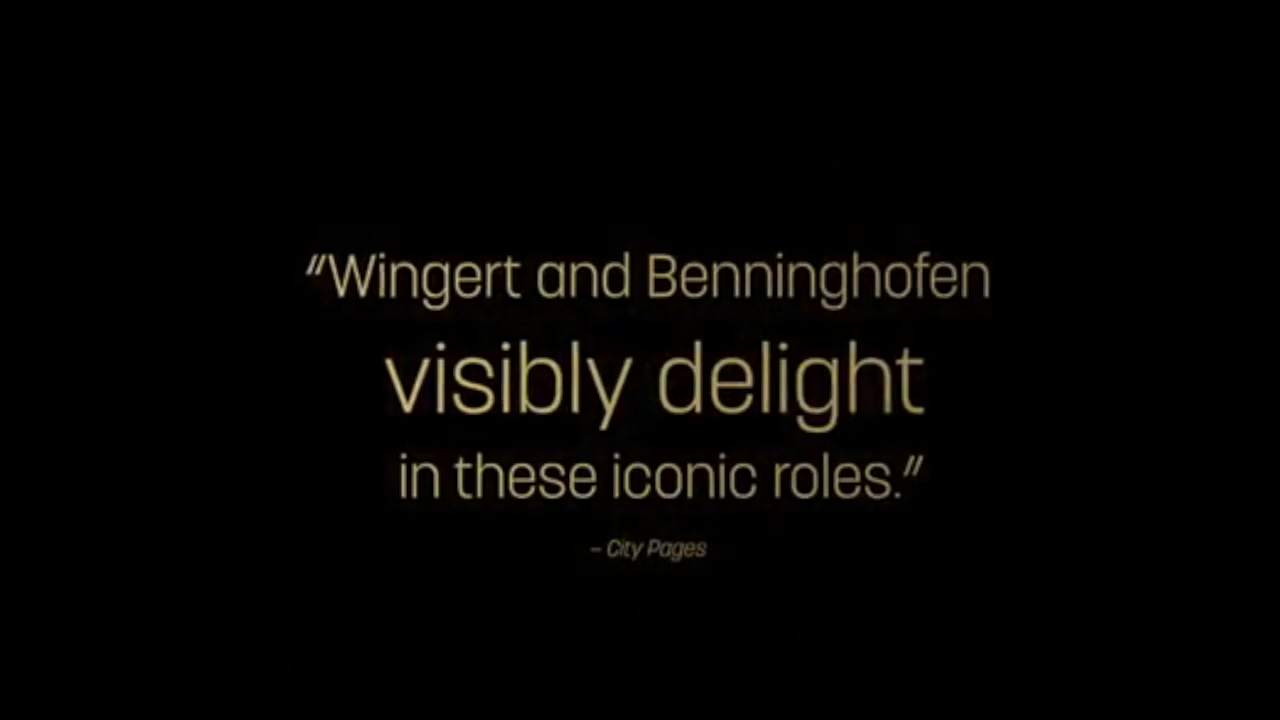 “Wingert and Benninghofen
visibly delight
in these iconic roles.”
– City Pages